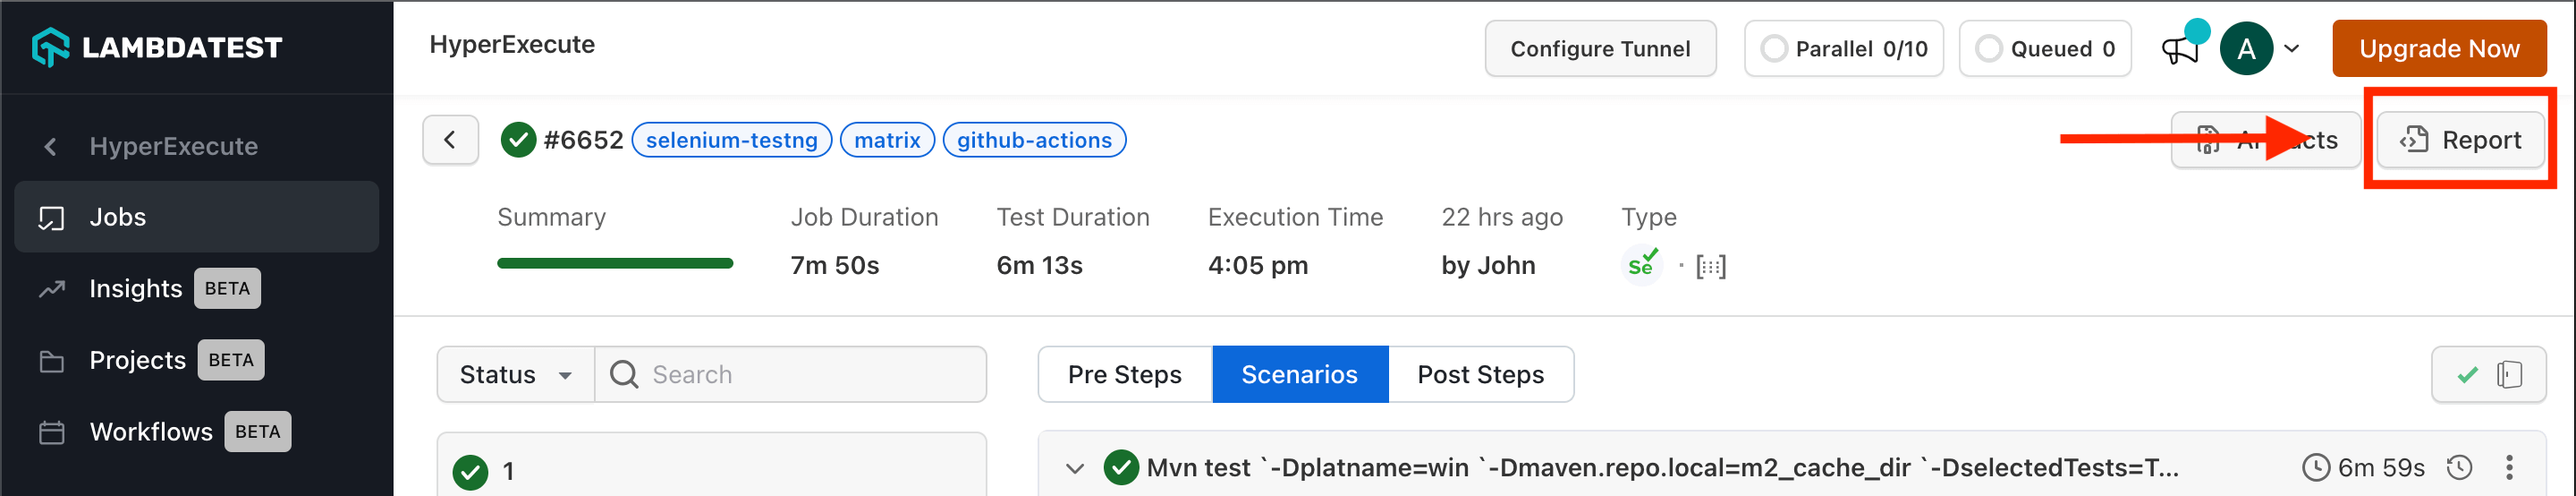 LAMBDATEST
HyperExecute
Jobs
Insights BETA
Projects BETA
Workflows BETA
HyperExecute
Configure Tunnel
Parallel 0/10
Queued 0
A
Upgrade Now
#6652 selenium-testng matrix github-actions
Report
Summary
Job Duration
7m 50s
Test Duration
6m 13s
Execution Time
4:05 pm
22 hrs ago
by John
Type
Se
Status
Search
Pre Steps
Scenarios
Post Steps
1
Mvn test `-Dplatname=win `-Dmaven.repo.local=m2_cache_dir `-DselectedTests=T...
6m 59s